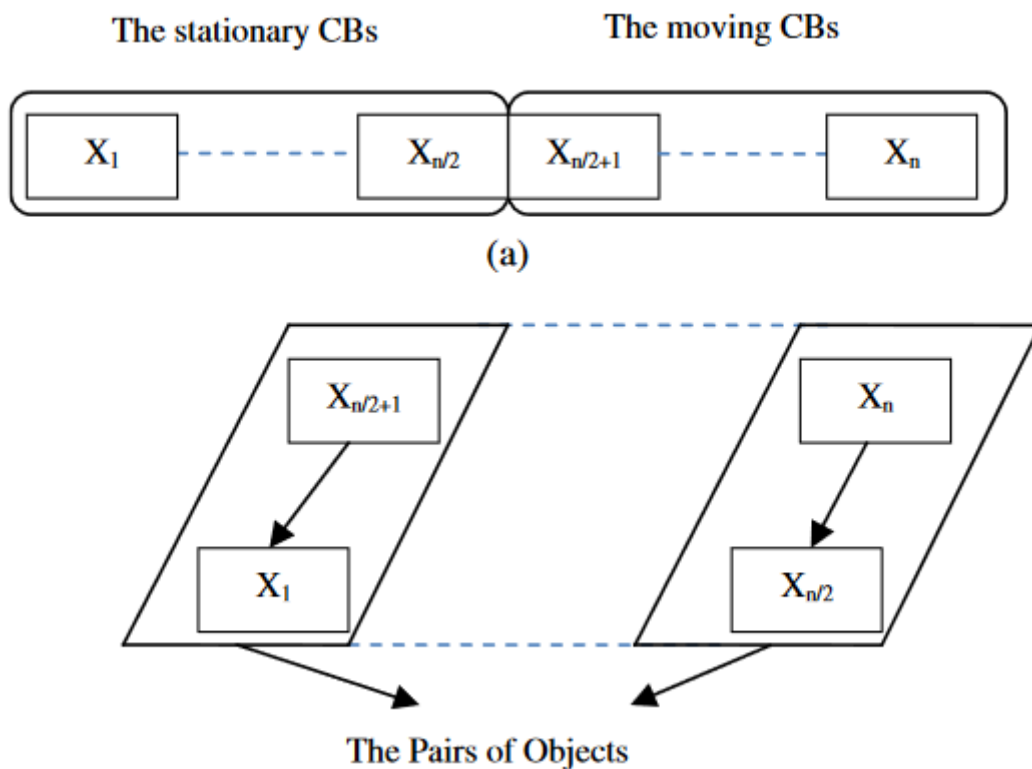 The stationary CBs The moving CBs
X1 Xn/2 Xn/2+1 Xn
(a)
Xn/2+1 Xn
X1 Xn/2
The Pairs of Objects